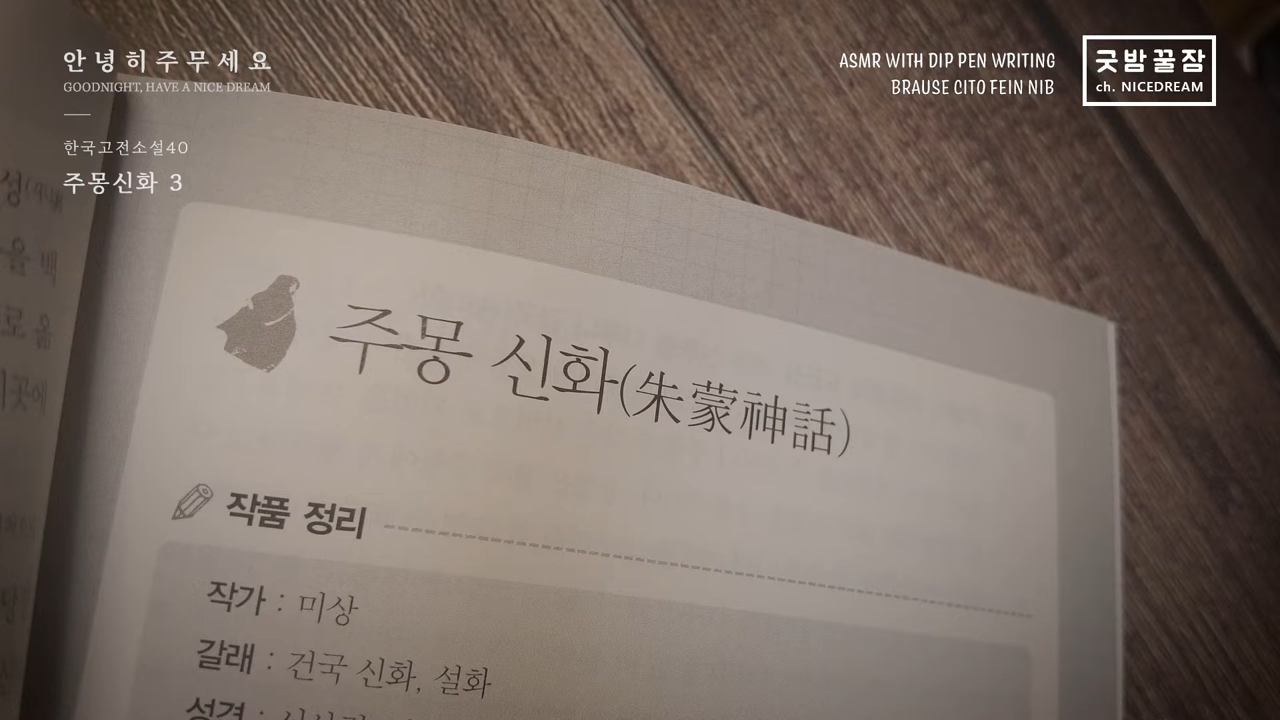 안녕히주무세요
GOODNIGHT, HAVE A NICE DREAM
한국고전소설40
주몽신화 3
ASMR WITH DIP PEN WRITING
BRAUSE CITO FEIN NIB
굿밤꿀잠
ch. NICEDREAM
주몽 신화(朱蒙神話)
작품 정리
작가 : 미상
갈래 : 건국 신화, 설화
성격 :